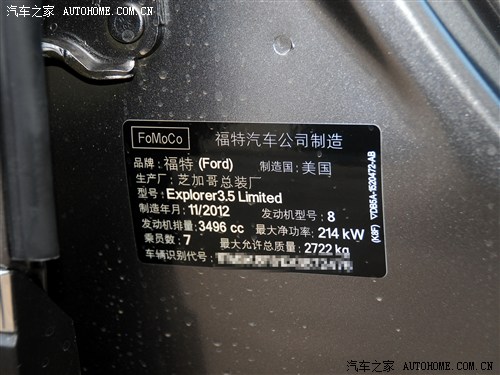 汽车之家 AUTOHOME.COM.CN
FoMoCo 福特汽车公司制造
品牌: 福特 (Ford) 制造国: 美国
生产厂: 芝加哥总装厂
型号: Explorer3.5 Limited
制造年月: 11/2012 发动机型号: 8
发动机排量: 3496 cc 最大净功率: 214 kW
乘员数: 7 最大允许总质量: 2722 kg
车辆识别代号:
(K8F) VDB5A-1520472-AB
汽车之家 AUTOHOME.COM.CN